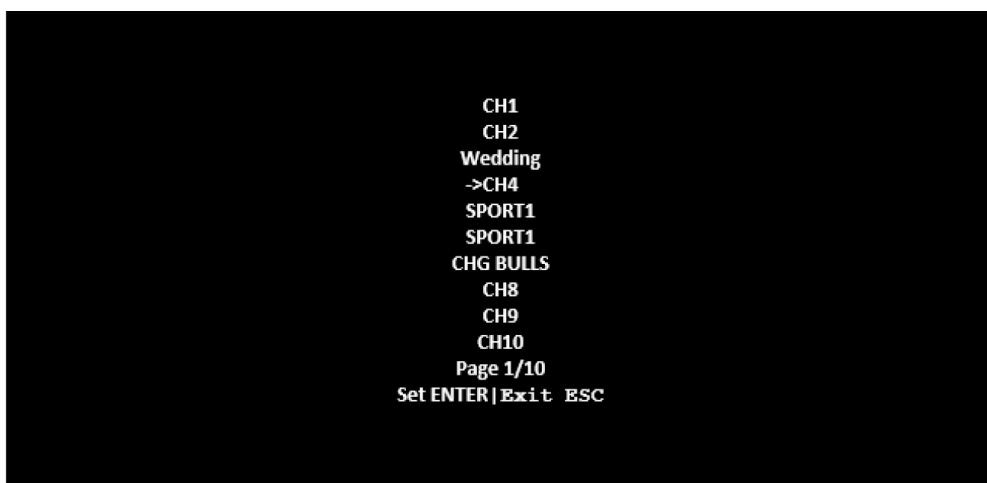 CH1
CH2
Wedding
->CH4
SPORT1
SPORT1
CHG BULLS
CH8
CH9
CH10
Page 1/10
Set ENTER|Exit ESC